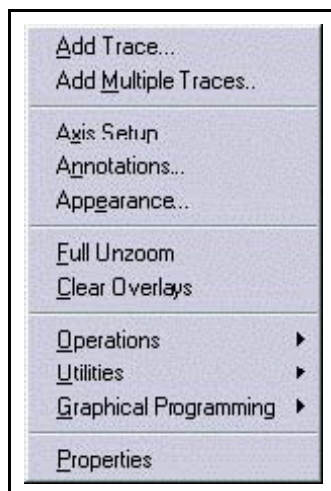 Add Trace...
Add Multiple Traces..
Axis Setup
Annotations...
Appearance...
Full Unzoom
Clear Overlays
Operations
Utilities
Graphical Programming
Properties